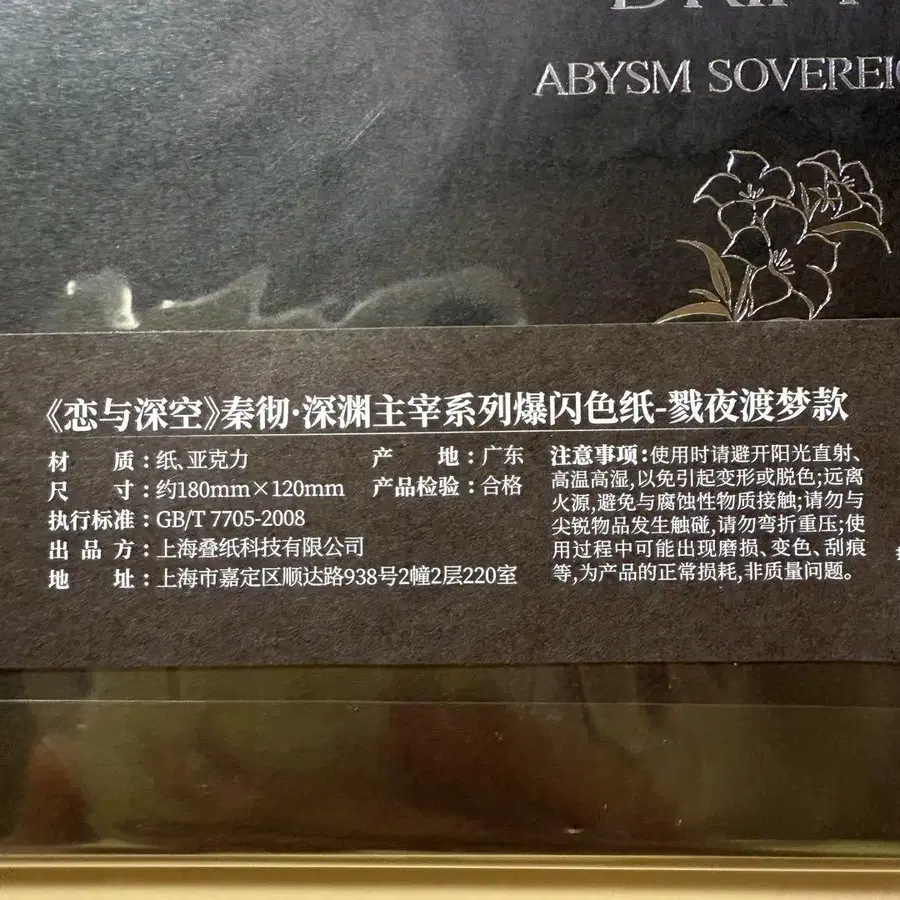 DRIFT
ABYSM SOVEREIG
《恋与深空》秦彻·深渊主宰系列爆闪色纸-戮夜渡梦款
材 质：纸、亚克力 产 地：广东
尺 寸：约180mm×120mm 产品检验：合格
执行标准：GB/T 7705-2008
出 品 方：上海叠纸科技有限公司
地 址：上海市嘉定区顺达路938号2幢2层220室
注意事项：使用时请避开阳光直射、
高温高湿,以免引起变形或脱色;远离
火源,避免与腐蚀性物质接触;请勿与
尖锐物品发生触碰,请勿弯折重压;使
用过程中可能出现磨损、变色、刮痕
等,为产品的正常损耗,非质量问题。